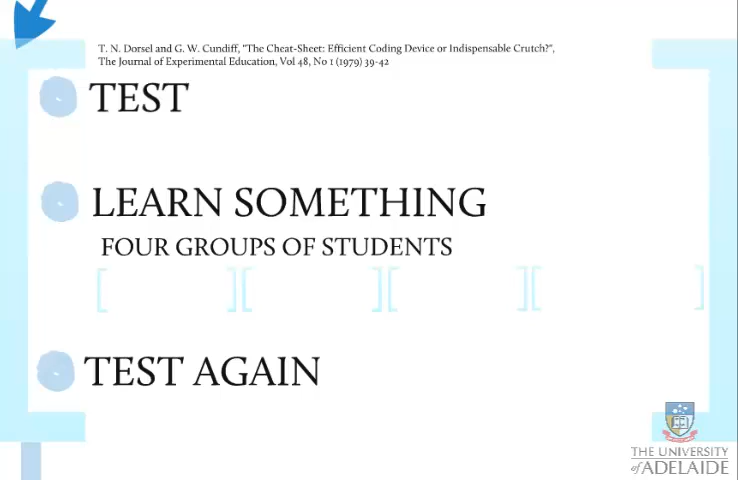 T. N. Dorsel and G. W. Cundiff, "The Cheat-Sheet: Efficient Coding Device or Indispensable Crutch?",
The Journal of Experimental Education, Vol 48, No 1 (1979) 39-42
TEST
LEARN SOMETHING
FOUR GROUPS OF STUDENTS
[ ][ ][ ][ ]
TEST AGAIN
THE UNIVERSITY
of ADELAIDE